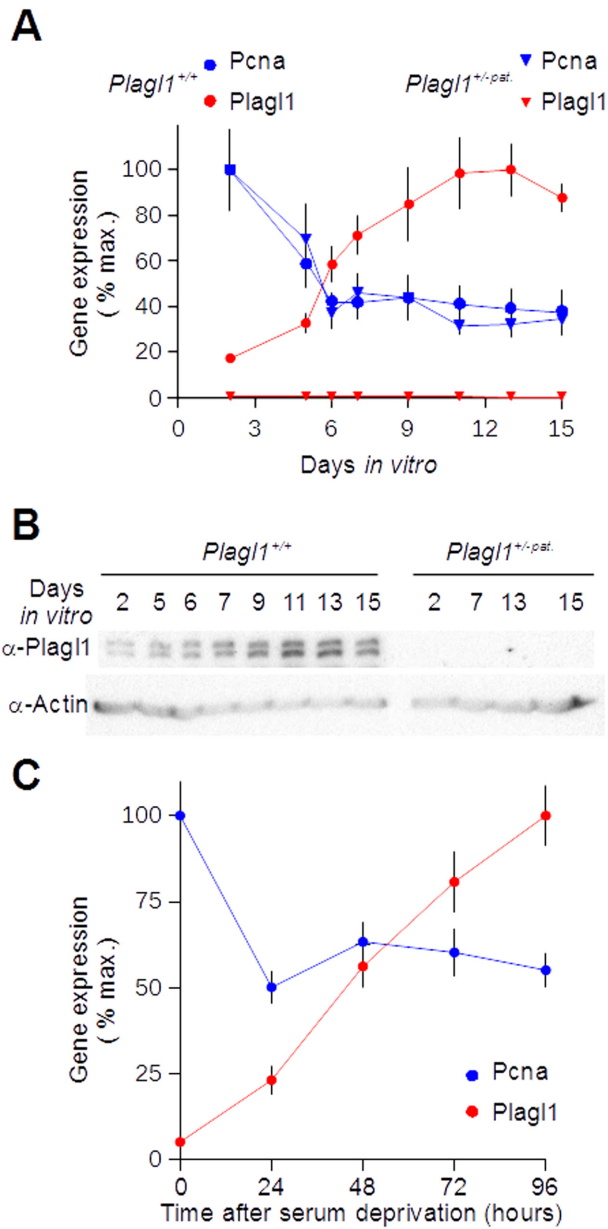 A
Plagl1+/+
Pcna
Plagl1
Plagl1+/-pat.
Pcna
Plagl1
Gene expression
( % max.)
100
80
60
40
20
0
0 3 6 9 12 15
Days in vitro
B
Plagl1+/+ Plagl1+/-pat.
Days
in vitro
2 5 6 7 9 11 13 15 2 7 13 15
α-Plagl1
α-Actin
C
Gene expression
( % max.)
100
75
50
25
0
Pcna
Plagl1
0 24 48 72 96
Time after serum deprivation (hours)